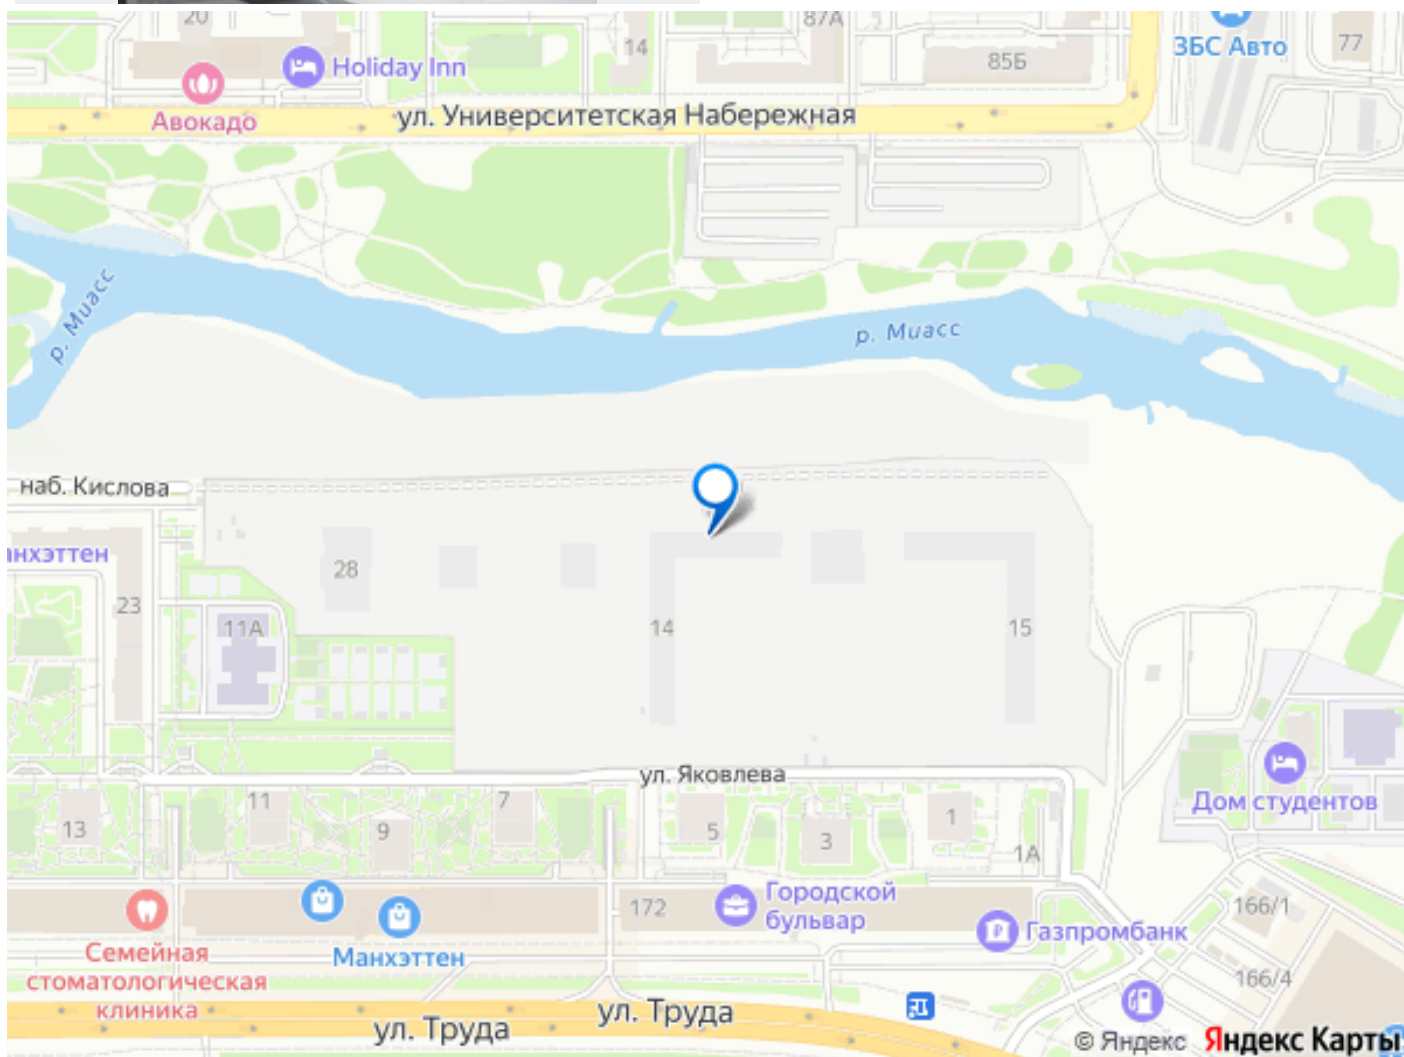 20
87А
14
Holiday Inn
85Б
ЗБС Авто
77
Авокадо
ул. Университетская Набережная
р. Миасс
р. Миасс
наб. Кислова
нхэттен
28
23
11А
14
15
ул. Яковлева
Дом студентов
13
11
9
7
5
3
1
1А
172
Городской
бульвар
Газпромбанк
166/1
166/4
Семейная
стоматологическая
клиника
Манхэттен
ул. Труда
ул. Труда
© Яндекс Яндекс Карты